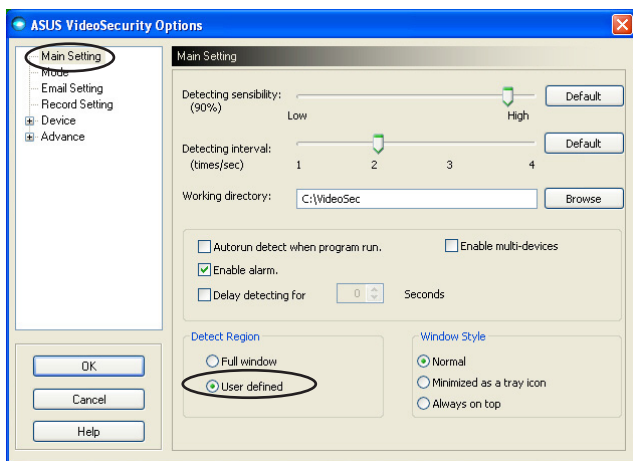 ASUS VideoSecurity Options
Main Setting
Mode
Email Setting
Record Setting
Device
Advance
OK
Cancel
Help
Main Setting
Detecting sensibility:
(90%)
Low High
Default
Detecting interval:
(times/sec)
1 2 3 4
Default
Working directory:
C:\VideoSec
Browse
Autorun detect when program run.
Enable multi-devices
Enable alarm.
Delay detecting for 0 Seconds
Detect Region
Full window
User defined
Window Style
Normal
Minimized as a tray icon
Always on top